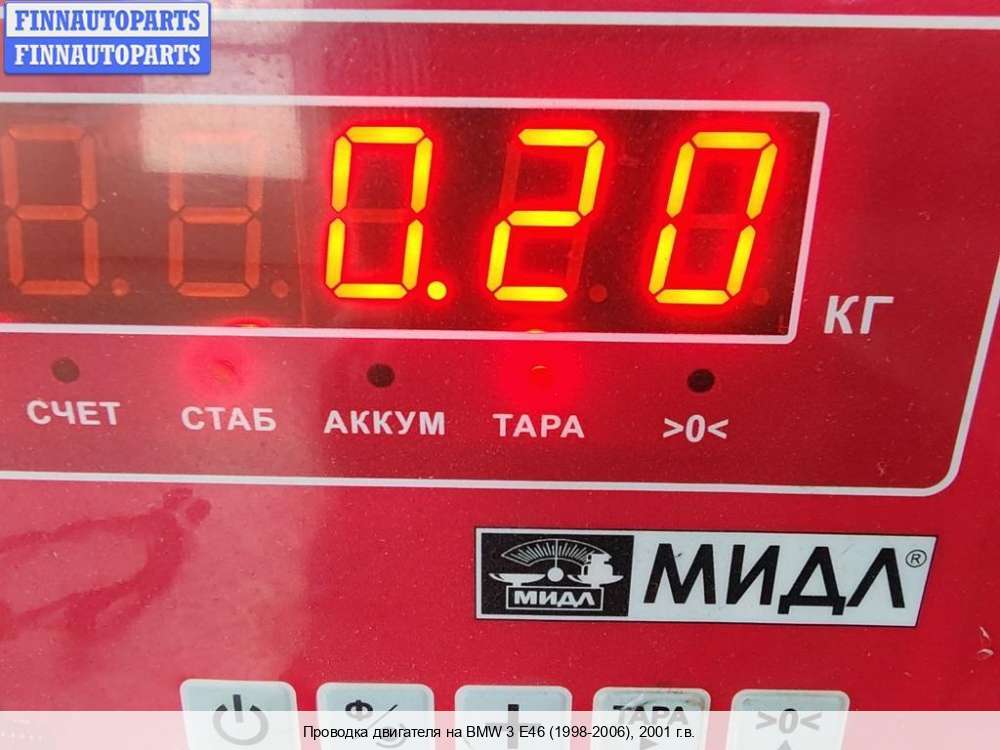 FINNAUTOPARTS
FINNAUTOPARTS
0.20
КГ
СЧЕТ СТАБ АККУМ ТАРА >0<
МИДЛ МИДЛ®
Ф/
+
ТАРА >0<
Проводка двигателя на BMW 3 E46 (1998-2006), 2001 г.в.